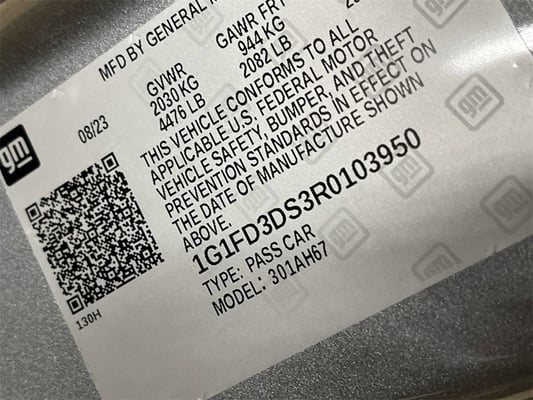 MFD BY GENERAL
08/23
GVWR
2030 KG
4476 LB
GAWR FRT
944 KG
2082 LB
THIS VEHICLE CONFORMS TO ALL
APPLICABLE U.S. FEDERAL MOTOR
VEHICLE SAFETY, BUMPER, AND THEFT
PREVENTION STANDARDS IN EFFECT ON
THE DATE OF MANUFACTURE SHOWN
ABOVE.
1G1FD3DS3R0103950
TYPE: PASS CAR
MODEL: 301AH67
gm
130H